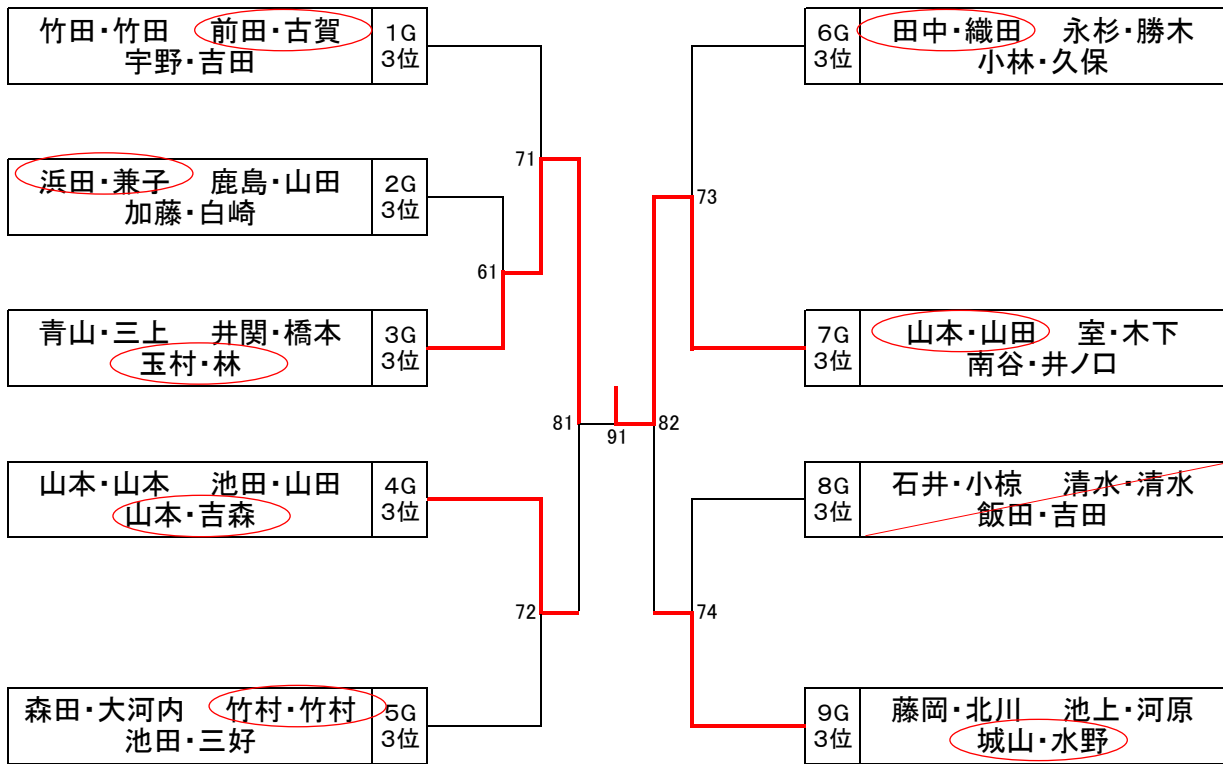 竹田・竹田 前田・古賀
宇野・吉田
1G
3位
浜田・兼子 鹿島・山田
加藤・白崎
2G
3位
青山・三上 井関・橋本
玉村・林
3G
3位
山本・山本 池田・山田
山本・吉森
4G
3位
森田・大河内 竹村・竹村
池田・三好
5G
3位
71
61
81
72
91
82
73
74
6G
3位
田中・織田 永杉・勝木
小林・久保
7G
3位
山本・山田 室・木下
南谷・井ノ口
8G
3位
石井・小椋 清水・清水
飯田・吉田
9G
3位
藤岡・北川 池上・河原
城山・水野